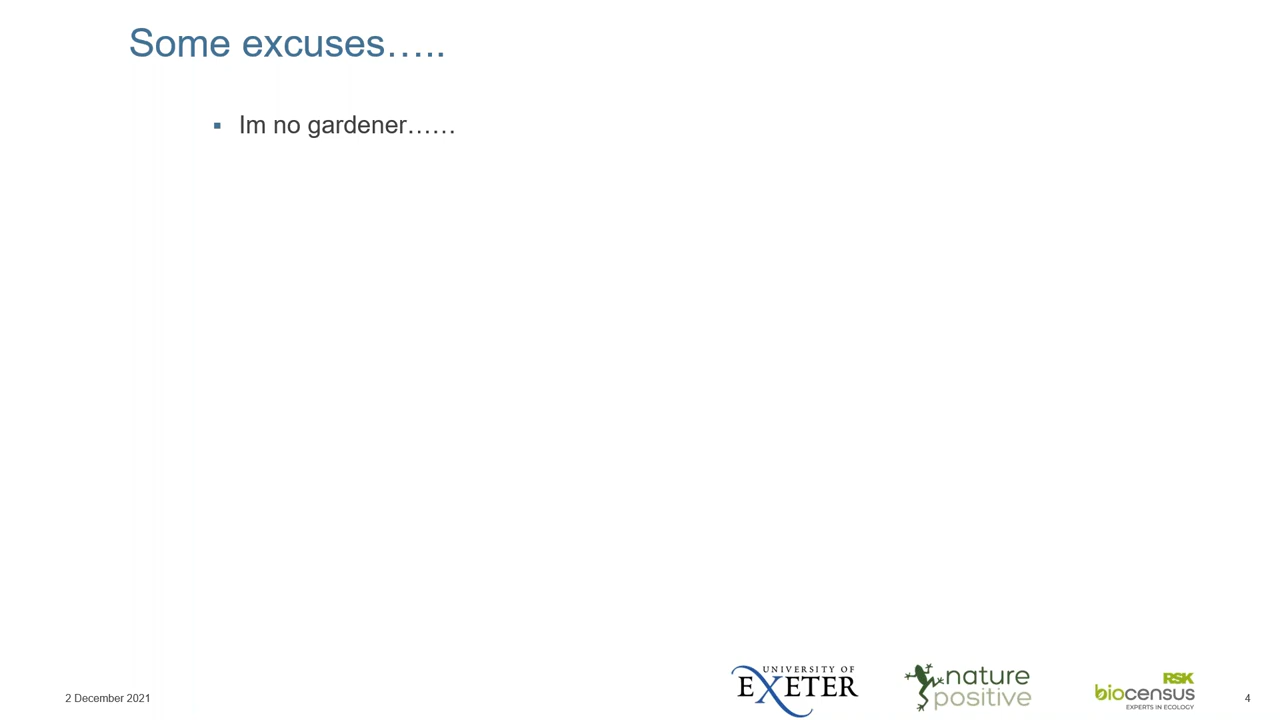 Some excuses…..
▪ Im no gardener……
2 December 2021
UNIVERSITY OF
EXETER
nature
positive
RSK
biocensus
EXPERTS IN ECOLOGY
4